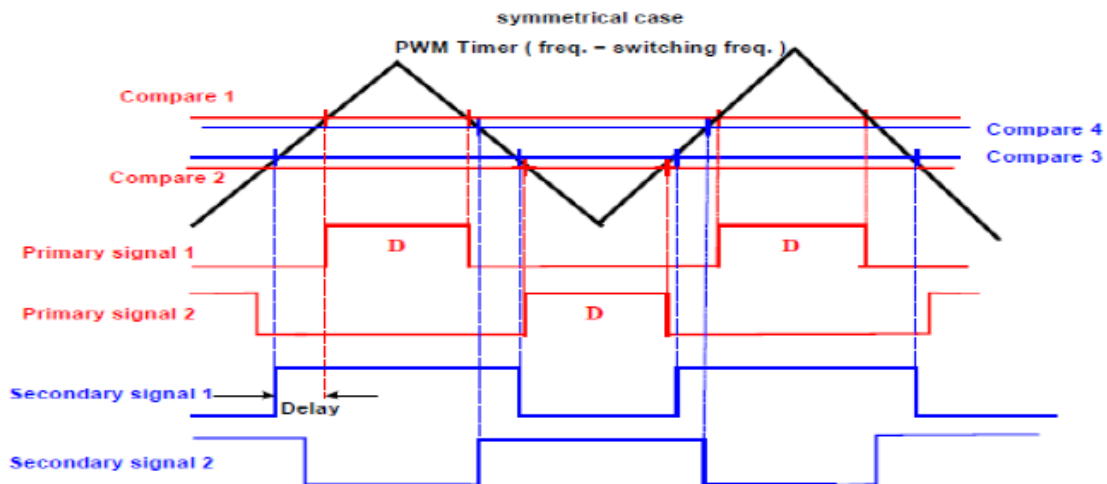 symmetrical case
PWM Timer ( freq. – switching freq. )
Compare 1
Compare 4
Compare 3
Compare 2
Primary signal 1
D
D
Primary signal 2
D
Secondary signal 1
Delay
Secondary signal 2